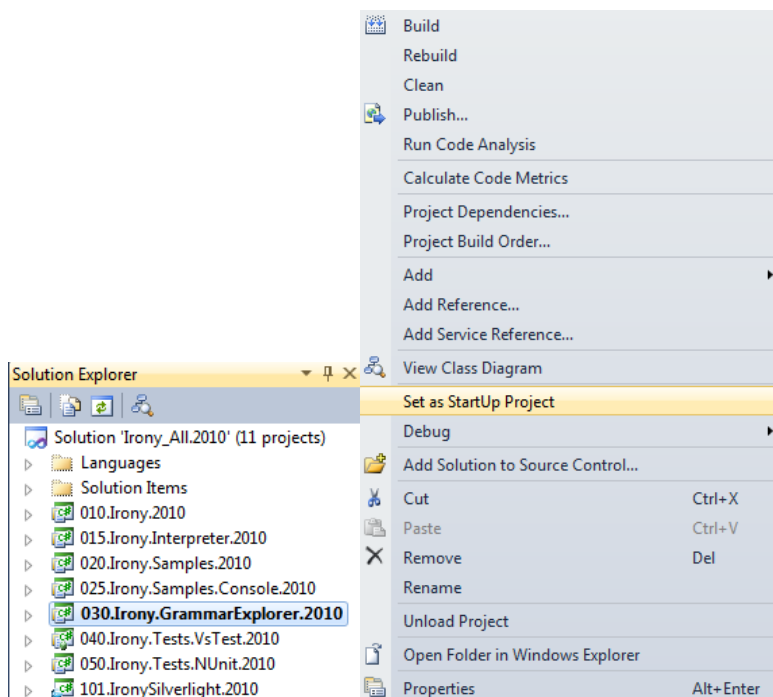 Build
Rebuild
Clean
Publish...
Run Code Analysis
Calculate Code Metrics
Project Dependencies...
Project Build Order...
Add
Add Reference...
Add Service Reference...
View Class Diagram
Set as StartUp Project
Debug
Add Solution to Source Control...
Cut Ctrl+X
Paste Ctrl+V
Remove Del
Rename
Unload Project
Open Folder in Windows Explorer
Properties Alt+Enter
Solution Explorer
Solution 'Irony_All.2010' (11 projects)
Languages
Solution Items
010.Irony.2010
015.Irony.Interpreter.2010
020.Irony.Samples.2010
025.Irony.Samples.Console.2010
030.Irony.GrammarExplorer.2010
040.Irony.Tests.VsTest.2010
050.Irony.Tests.NUnit.2010
101.IronySilverlight.2010